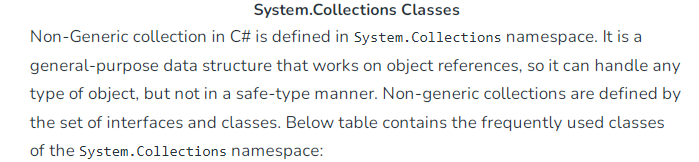 System.Collections Classes
Non-Generic collection in C# is defined in System.Collections namespace. It is a
general-purpose data structure that works on object references, so it can handle any
type of object, but not in a safe-type manner. Non-generic collections are defined by
the set of interfaces and classes. Below table contains the frequently used classes
of the System.Collections namespace: